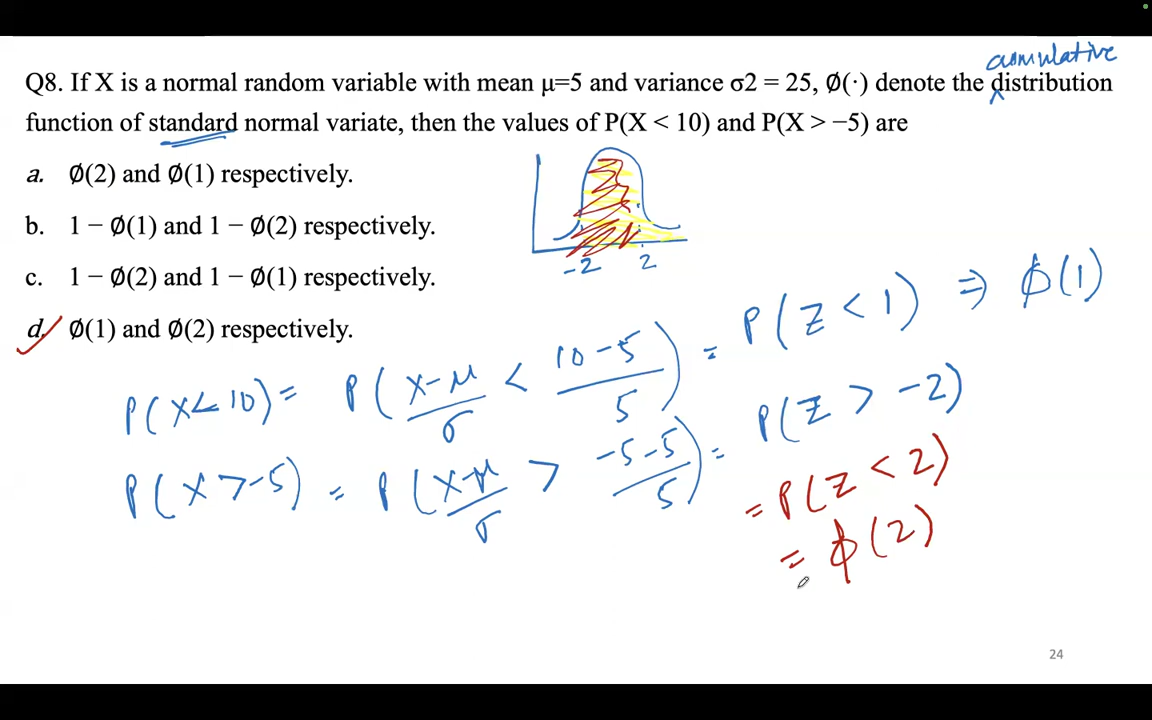 cumulative
Q8. If X is a normal random variable with mean μ=5 and variance σ2 = 25, Ø(·) denote the distribution
function of standard normal variate, then the values of P(X < 10) and P(X > −5) are
a. Ø(2) and Ø(1) respectively.
b. 1 − Ø(1) and 1 − Ø(2) respectively.
-2 2
c. 1 − Ø(2) and 1 − Ø(1) respectively.
d. Ø(1) and Ø(2) respectively.
P(X<10) = P(X-μ/σ < 10-5/5) = P(Z < 1) ⇒ ϕ(1)
P(X>-5) = P(X-μ/σ > -5-5/5) = P(Z > -2)
= P(Z < 2)
= ϕ(2)
24